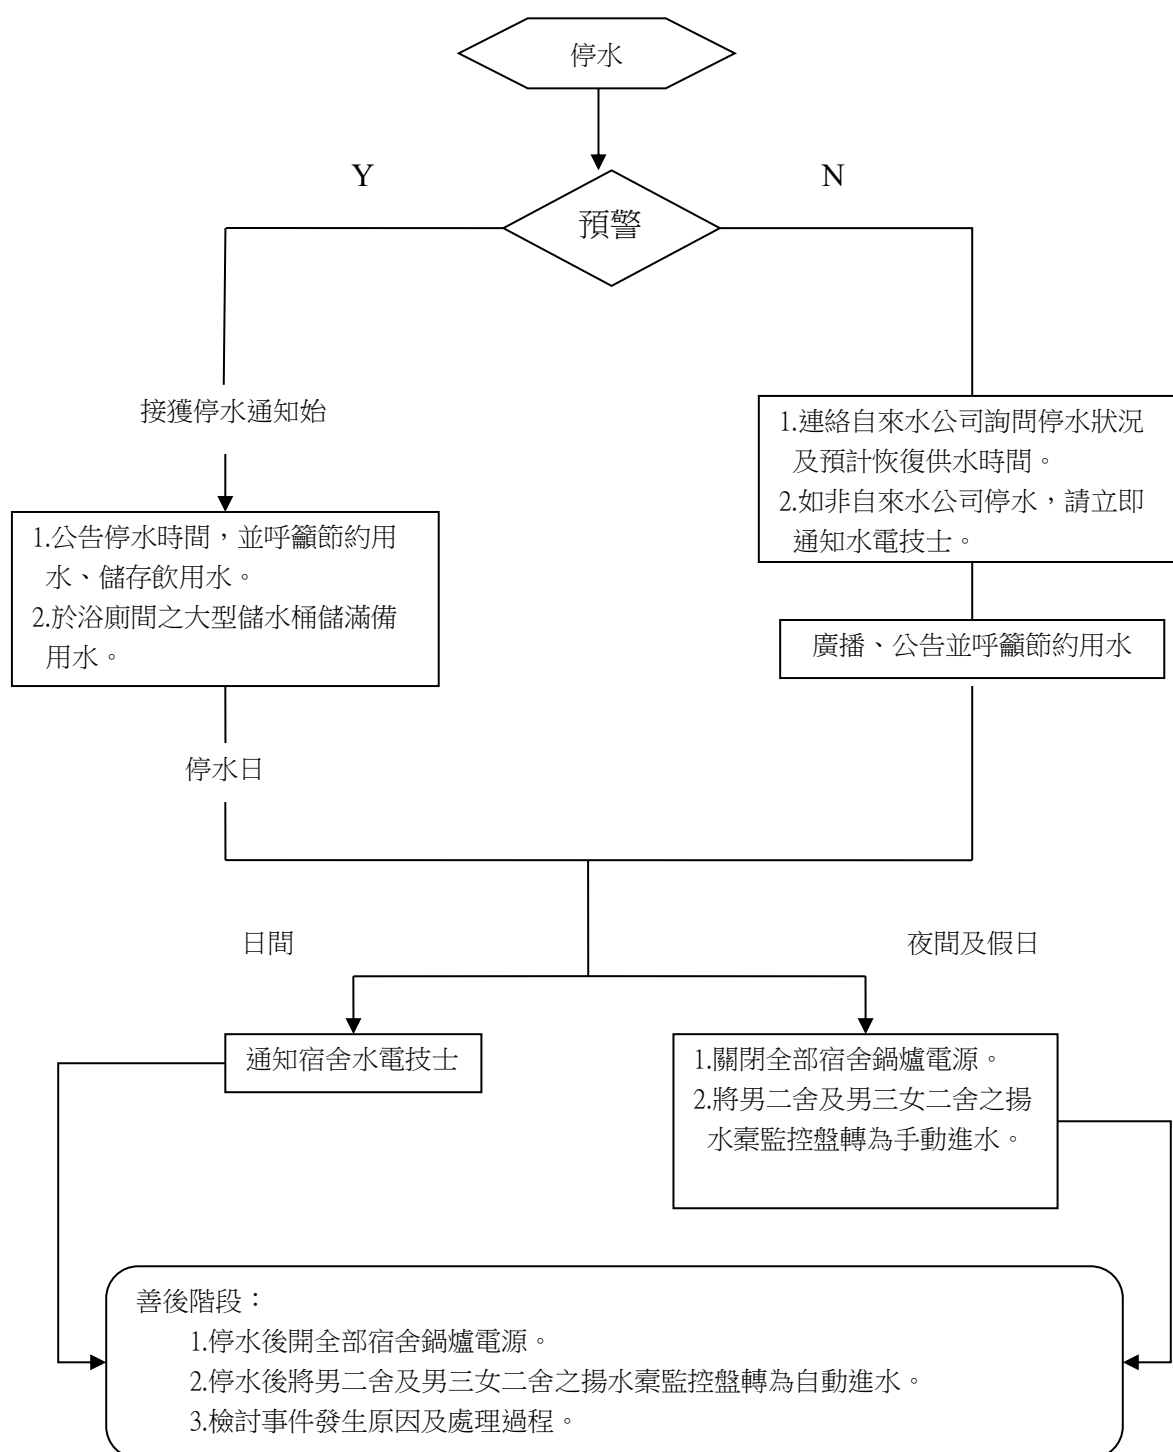 停水
Y
N
預警
接獲停水通知始
1.連絡自來水公司詢問停水狀況
及預計恢復供水時間。
2.如非自來水公司停水，請立即
通知水電技士。
1.公告停水時間，並呼籲節約用
水、儲存飲用水。
2.於浴廁間之大型儲水桶儲滿備
用水。
廣播、公告並呼籲節約用水
停水日
日間
夜間及假日
通知宿舍水電技士
1.關閉全部宿舍鍋爐電源。
2.將男二舍及男三女二舍之揚
水橐監控盤轉為手動進水。
善後階段：
1.停水後開全部宿舍鍋爐電源。
2.停水後將男二舍及男三女二舍之揚水橐監控盤轉為自動進水。
3.檢討事件發生原因及處理過程。